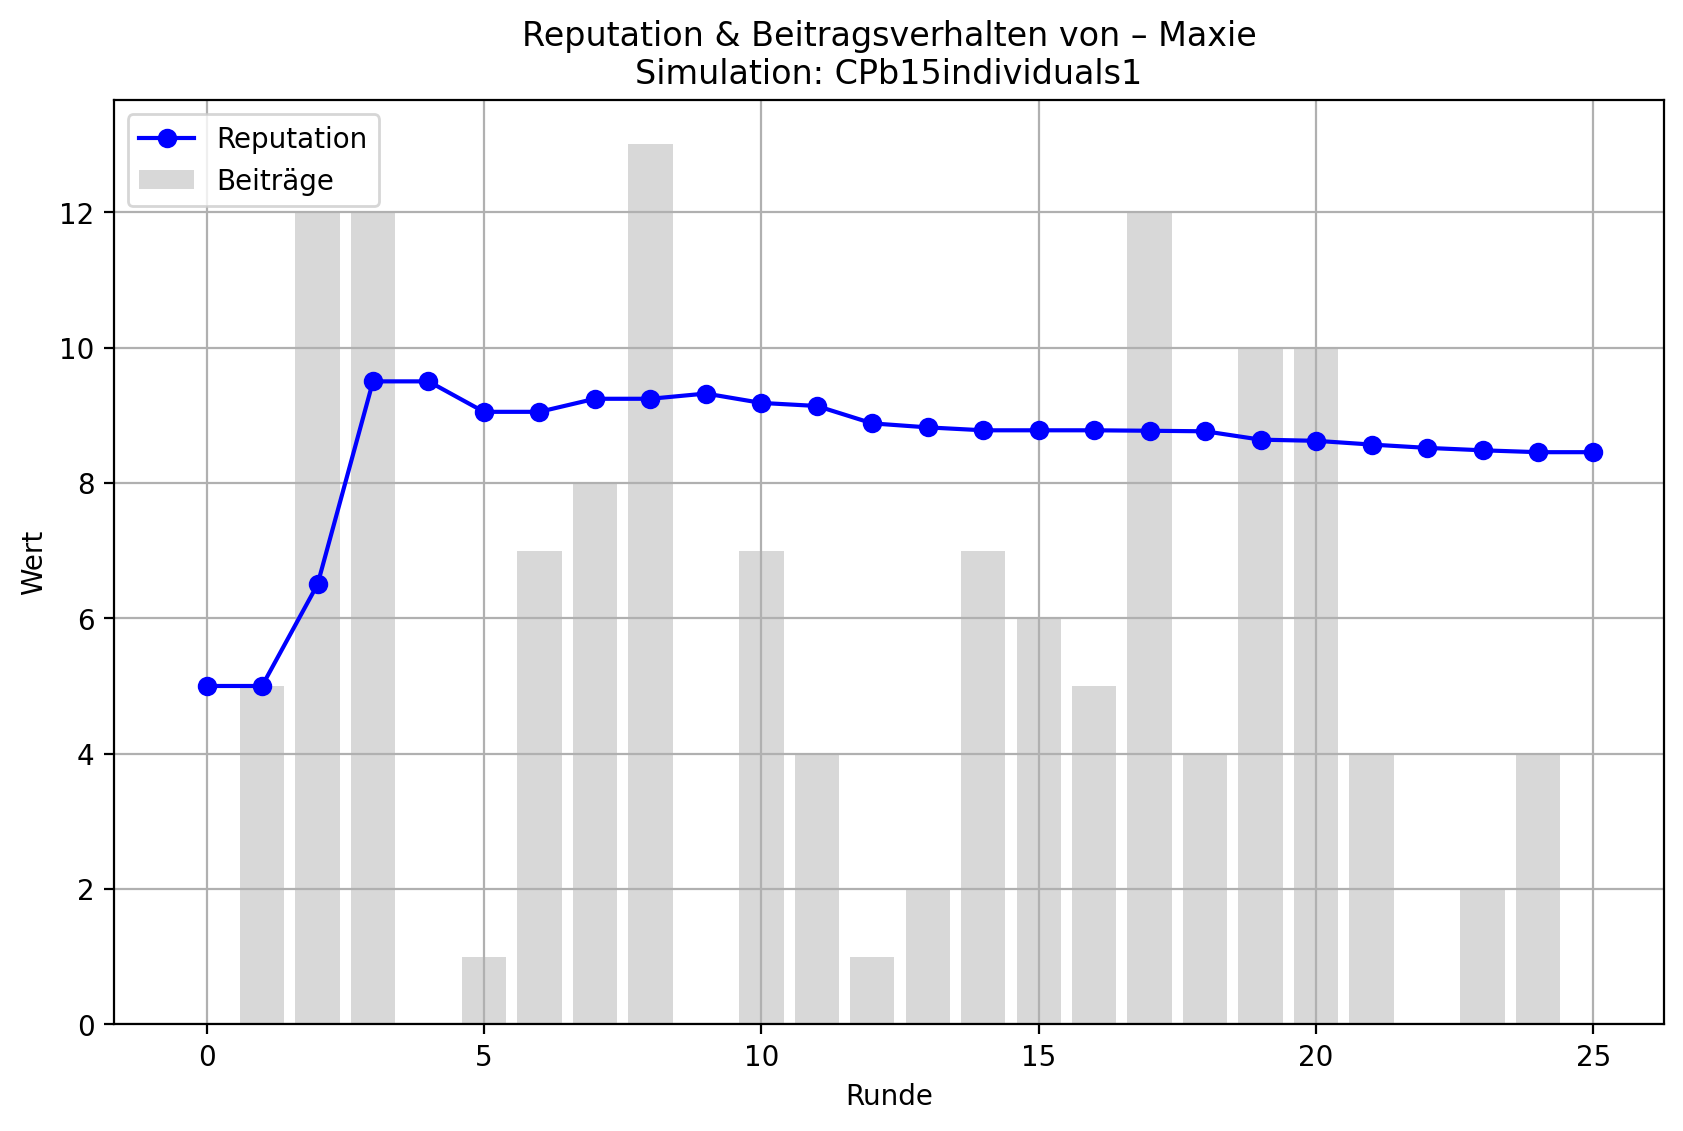 Reputation & Beitragsverhalten von – Maxie
Simulation: CPb15individuals1
Reputation
Beiträge
Wert
12
10
8
6
4
2
0
0 5 10 15 20 25
Runde